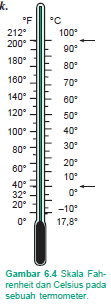 k.
°F °C
212° 100°
200° 90°
180° 80°
160° 70°
140° 60°
120° 50°
100° 40°
80° 30°
60° 20°
40° 10°
32° 0°
20° –10°
0° 17,8°
Gambar 6.4 Skala Fah-
renheit dan Celsius pada
sebuah termometer.